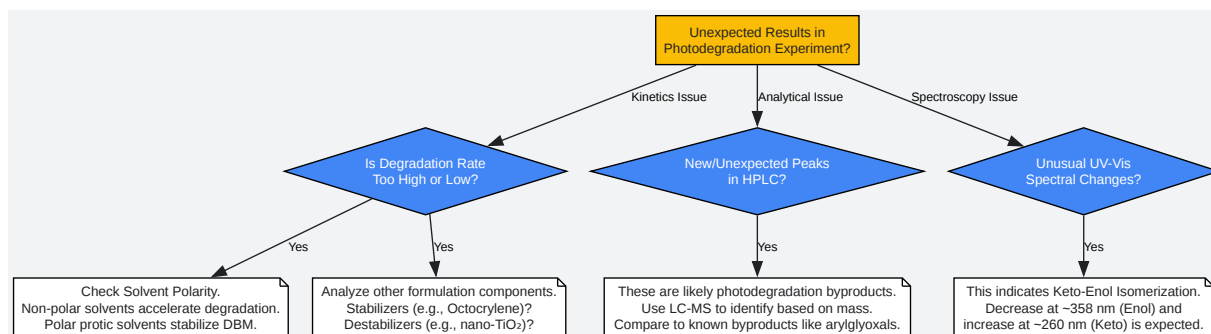 Unexpected Results in
Photodegradation Experiment?
Kinetics Issue
Analytical Issue
Spectroscopy Issue
Is Degradation Rate
Too High or Low?
New/Unexpected Peaks
in HPLC?
Unusual UV-Vis
Spectral Changes?
Yes
Yes
Yes
Yes
Check Solvent Polarity.
Non-polar solvents accelerate degradation.
Polar protic solvents stabilize DBM.
Analyze other formulation components.
Stabilizers (e.g., Octocrylene)?
Destabilizers (e.g., nano-TiO₂)?
These are likely photodegradation byproducts.
Use LC-MS to identify based on mass.
Compare to known byproducts like arylglyoxals.
This indicates Keto-Enol Isomerization.
Decrease at ~358 nm (Enol) and
increase at ~260 nm (Keto) is expected.